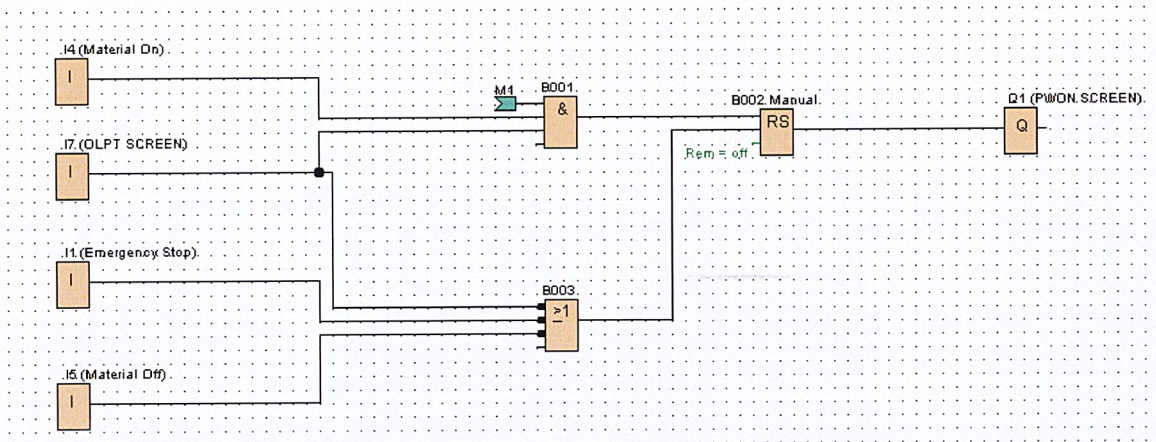 .I4 (Material On).
I
M1
B001
&
B002.Manual.
RS
Q1 (PWON.SCREEN).
Q
Rem = off
.I7.(OLPT SCREEN)
I
.I1.(Emergency Stop).
I
B003.
≥1
.I5.(Material Off)
I